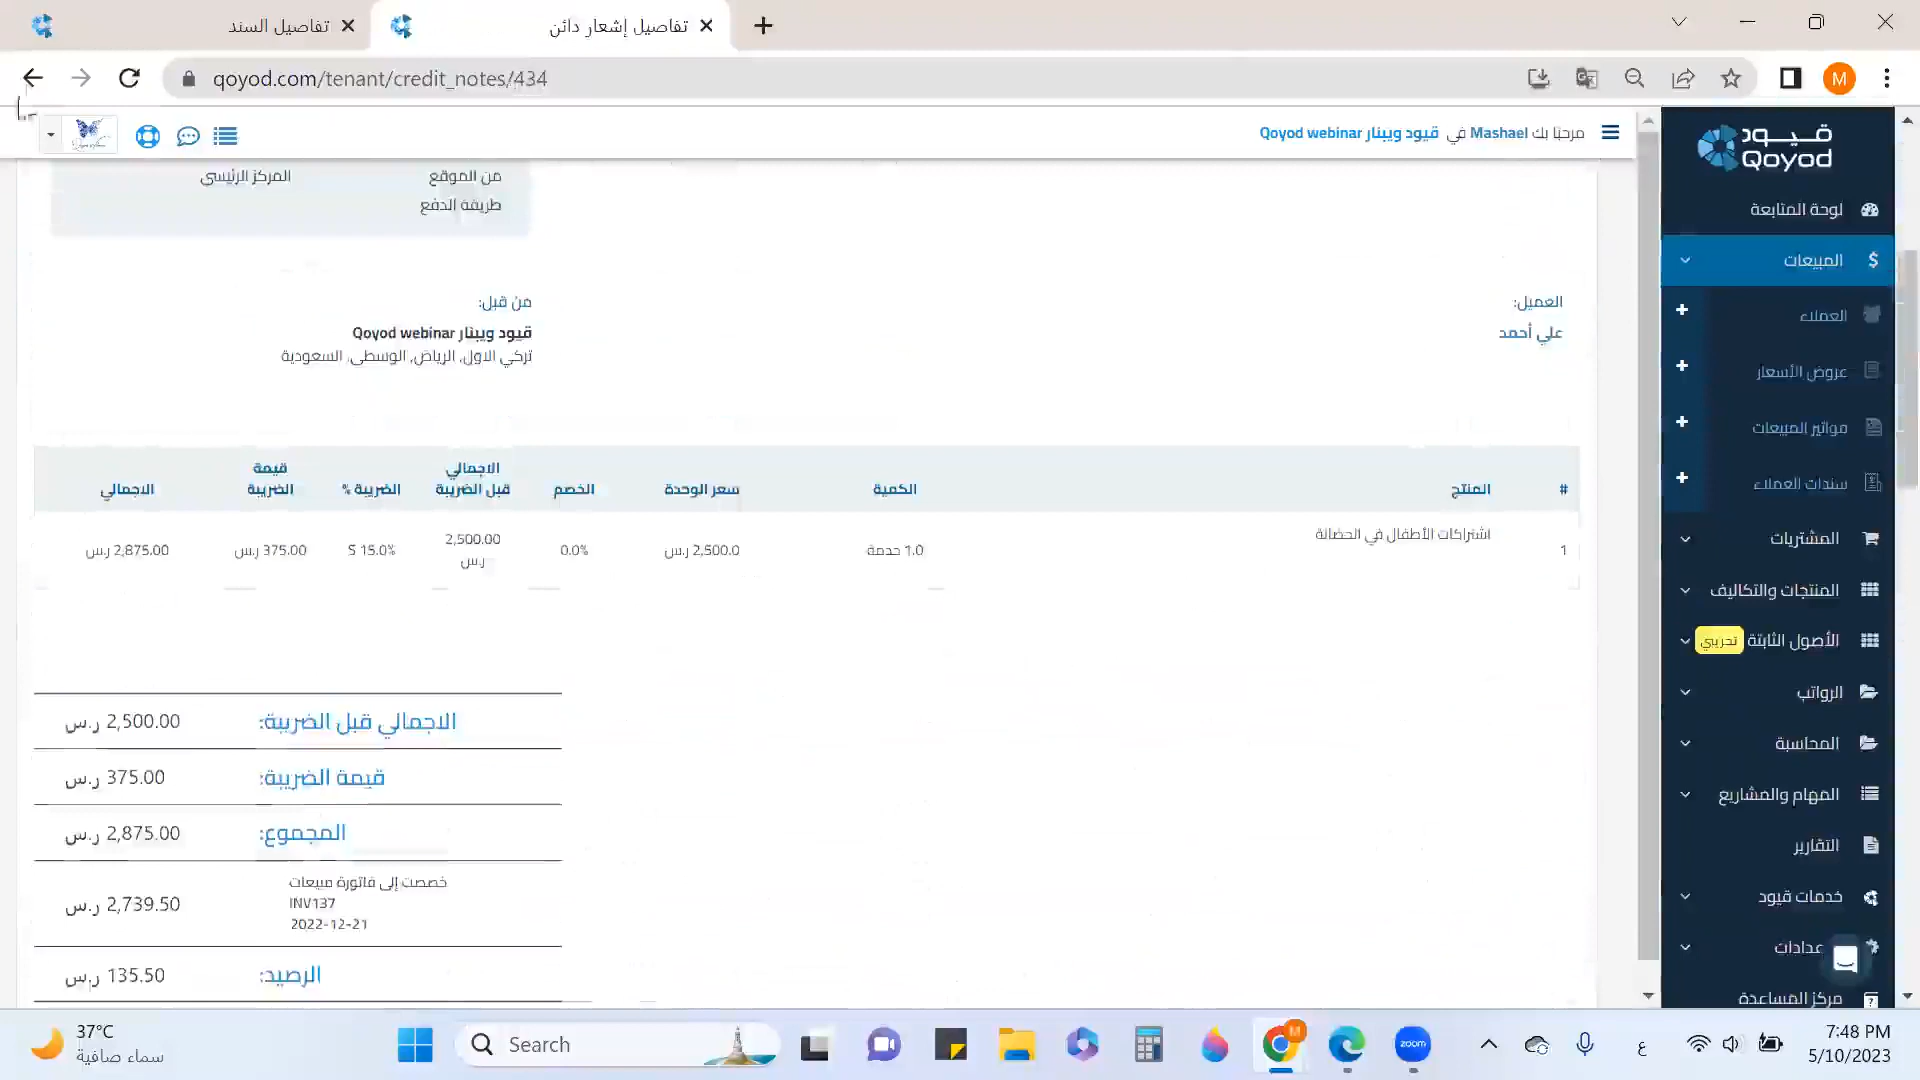 تفاصيل السند
تفاصيل إشعار دائن
qoyod.com/tenant/credit_notes/434
M
مرحبًا بك Mashael في قيود ويبنار Qoyod webinar
قيود
Qoyod
لوحة المتابعة
المبيعات
العملاء
عروض الأسعار
فواتير المبيعات
سندات العملاء
المشتريات
المنتجات والتكاليف
الأصول الثابتة تجريبي
الرواتب
المحاسبة
المهام والمشاريع
التقارير
خدمات قيود
عدادات
مركز المساعدة
من الموقع المركز الرئيسي
طريقة الدفع
العميل:
علي أحمد
من قبل:
قيود ويبنار Qoyod webinar
تركي الاول, الرياض, الوسطى, السعودية
# المنتج الكمية سعر الوحدة الخصم الاجمالي قبل الضريبة الضريبة % قيمة الضريبة الاجمالي
1 اشتراكات الأطفال في الحضانة 1.0 خدمة 2,500.0 ر.س 0.0% 2,500.00 ر.س S 15.0% 375.00 ر.س 2,875.00 ر.س
الاجمالي قبل الضريبة: 2,500.00 ر.س
قيمة الضريبة: 375.00 ر.س
المجموع: 2,875.00 ر.س
خصصت إلى فاتورة مبيعات
INV137
2022-12-21
2,739.50 ر.س
الرصيد: 135.50 ر.س
37°C
سماء صافية
Search
M
zoom
ع
7:48 PM
5/10/2023